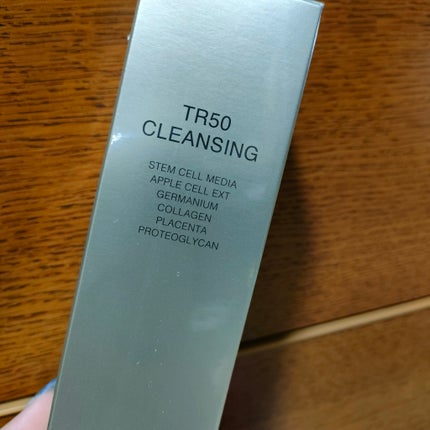 TR50
CLEANSING
STEM CELL MEDIA
APPLE CELL EXT
GERMANIUM
COLLAGEN
PLACENTA
PROTEOGLYCAN